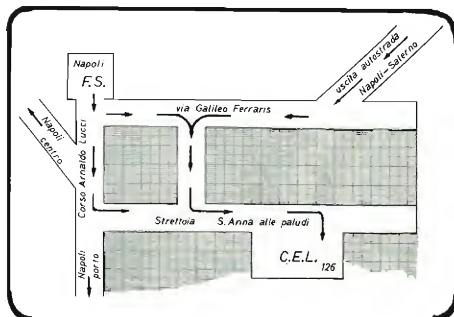 Napoli
F.S.
uscita autostrada
Napoli-Salerno
via Galileo Ferraris
Napoli
centro
Corso Arnaldo Lucci
Strettoia S. Anna alle paludi
C.E.L.
126
Napoli
porto